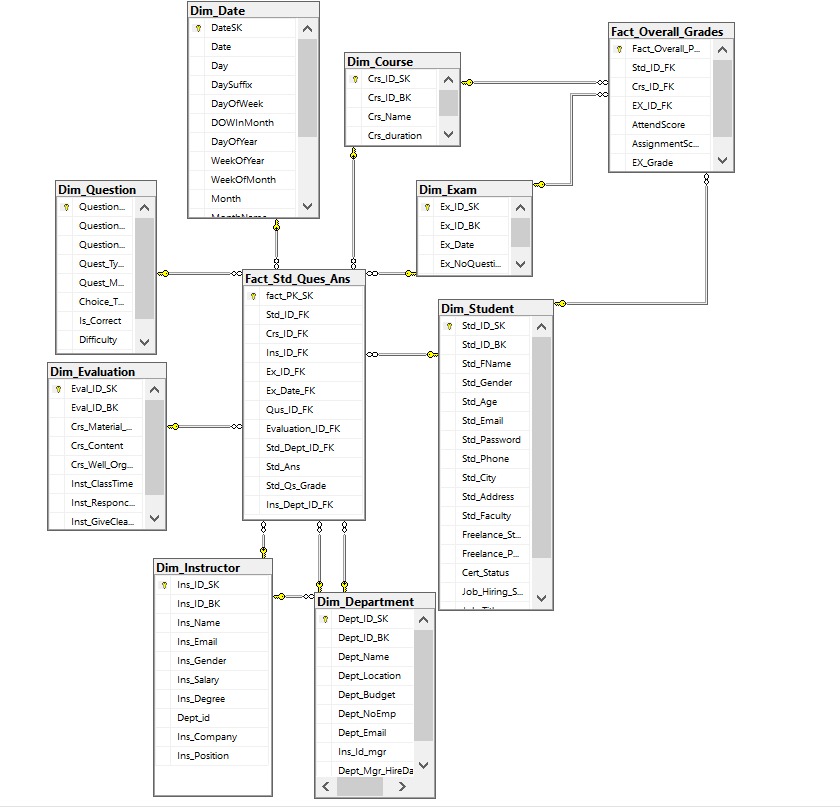 Dim_Date
DateSK
Date
Day
DaySuffix
DayOfWeek
DOWInMonth
DayOfYear
WeekOfYear
WeekOfMonth
Month
MonthName
Dim_Course
Crs_ID_SK
Crs_ID_BK
Crs_Name
Crs_duration
Fact_Overall_Grades
Fact_Overall_P...
Std_ID_FK
Crs_ID_FK
EX_ID_FK
AttendScore
AssignmentSc...
EX_Grade
Dim_Question
Question...
Question...
Question...
Quest_Ty...
Quest_M...
Choice_T...
Is_Correct
Difficulty
Dim_Exam
Ex_ID_SK
Ex_ID_BK
Ex_Date
Ex_NoQuesti...
Fact_Std_Ques_Ans
fact_PK_SK
Std_ID_FK
Crs_ID_FK
Ins_ID_FK
Ex_ID_FK
Ex_Date_FK
Qus_ID_FK
Evaluation_ID_FK
Std_Dept_ID_FK
Std_Ans
Std_Qs_Grade
Ins_Dept_ID_FK
Dim_Student
Std_ID_SK
Std_ID_BK
Std_FName
Std_Gender
Std_Age
Std_Email
Std_Password
Std_Phone
Std_City
Std_Address
Std_Faculty
Freelance_St...
Freelance_P...
Cert_Status
Job_Hiring_S...
Dim_Evaluation
Eval_ID_SK
Eval_ID_BK
Crs_Material_...
Crs_Content
Crs_Well_Org...
Inst_ClassTime
Inst_Responc...
Inst_GiveClea...
Dim_Instructor
Ins_ID_SK
Ins_ID_BK
Ins_Name
Ins_Email
Ins_Gender
Ins_Salary
Ins_Degree
Dept_id
Ins_Company
Ins_Position
Dim_Department
Dept_ID_SK
Dept_ID_BK
Dept_Name
Dept_Location
Dept_Budget
Dept_NoEmp
Dept_Email
Ins_Id_mgr
Dept_Mgr_HireDa